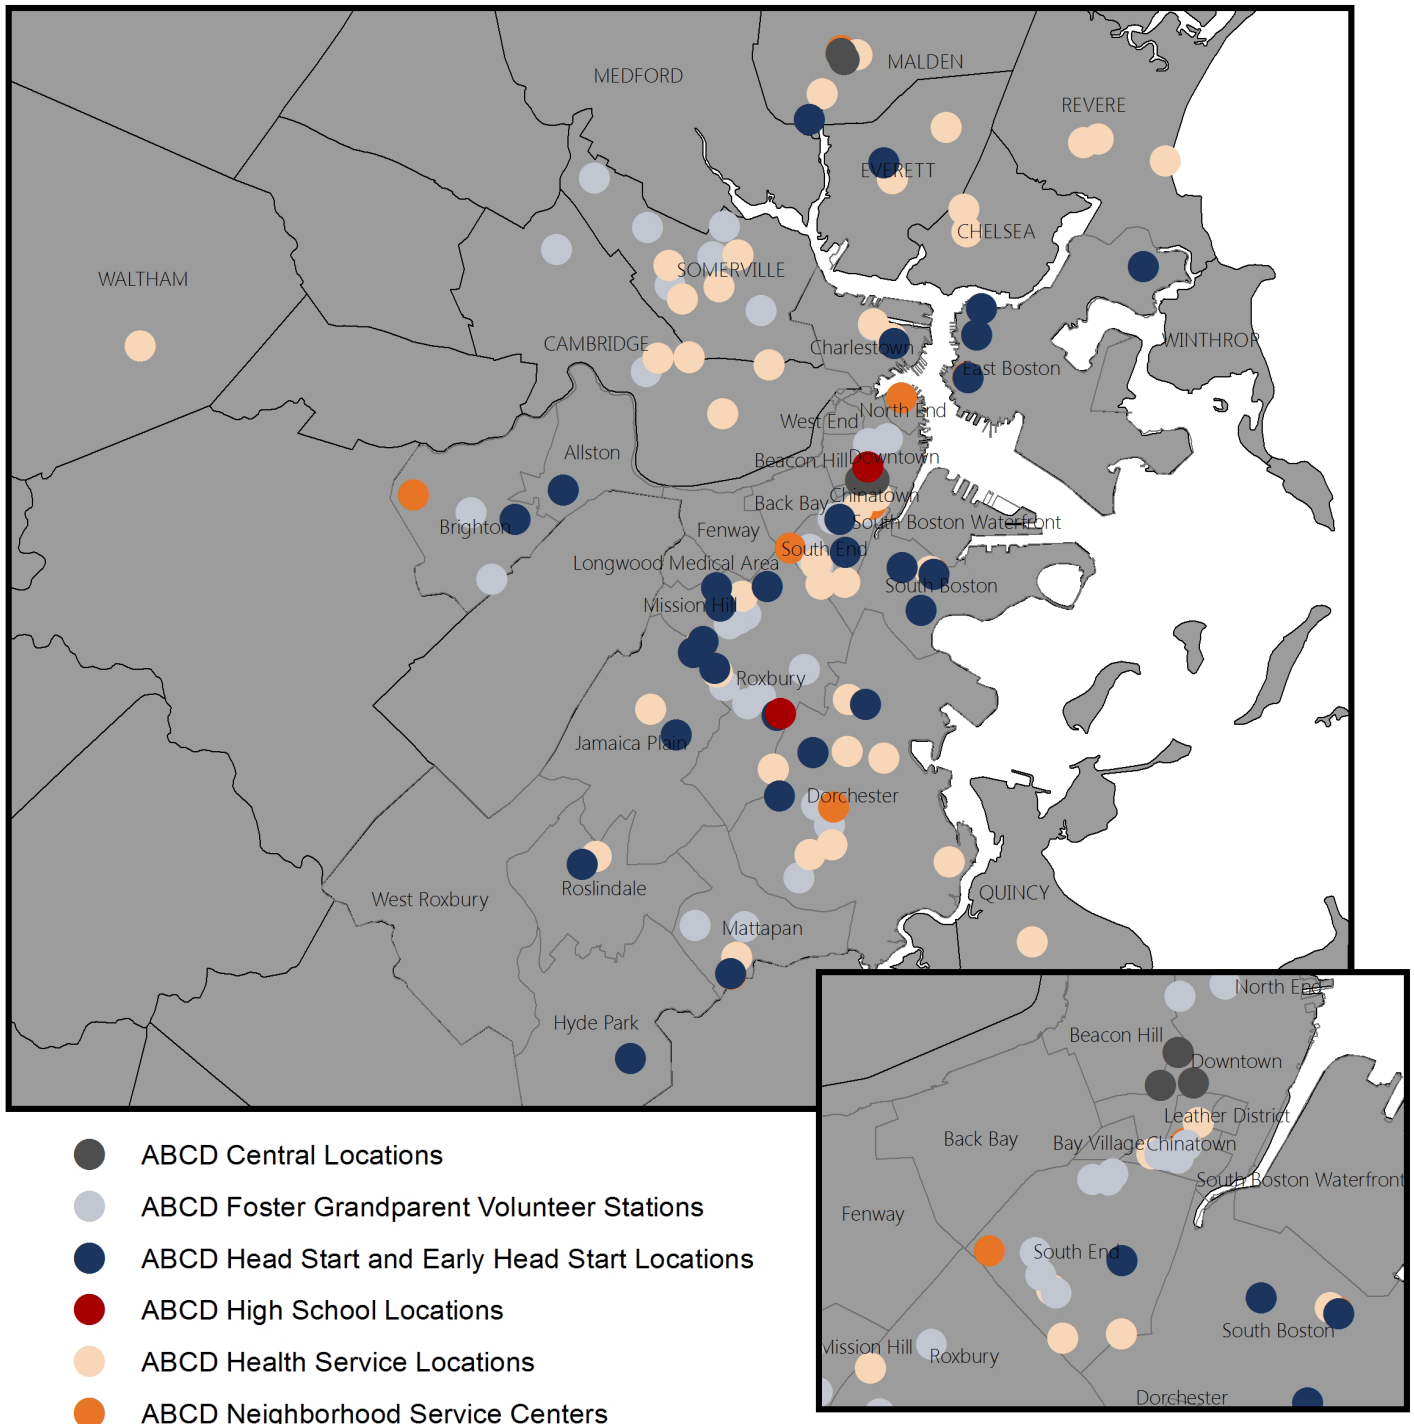 MEDFORD
MALDEN
REVERE
EVERETT
CHELSEA
WALTHAM
SOMERVILLE
WINTHROP
CAMBRIDGE
Charlestown
East Boston
North End
West End
Allston
Beacon Hill
Downtown
Chinatown
Back Bay
Brighton
Fenway
South Boston Waterfront
South End
Longwood Medical Area
South Boston
Mission Hill
Roxbury
Jamaica Plain
Dorchester
Roslindale
West Roxbury
QUINCY
Mattapan
Hyde Park
North End
Beacon Hill
Downtown
Leather District
Back Bay
Bay Village
Chinatown
South Boston Waterfront
Fenway
South End
South Boston
Mission Hill
Roxbury
Dorchester
ABCD Central Locations
ABCD Foster Grandparent Volunteer Stations
ABCD Head Start and Early Head Start Locations
ABCD High School Locations
ABCD Health Service Locations
ABCD Neighborhood Service Centers